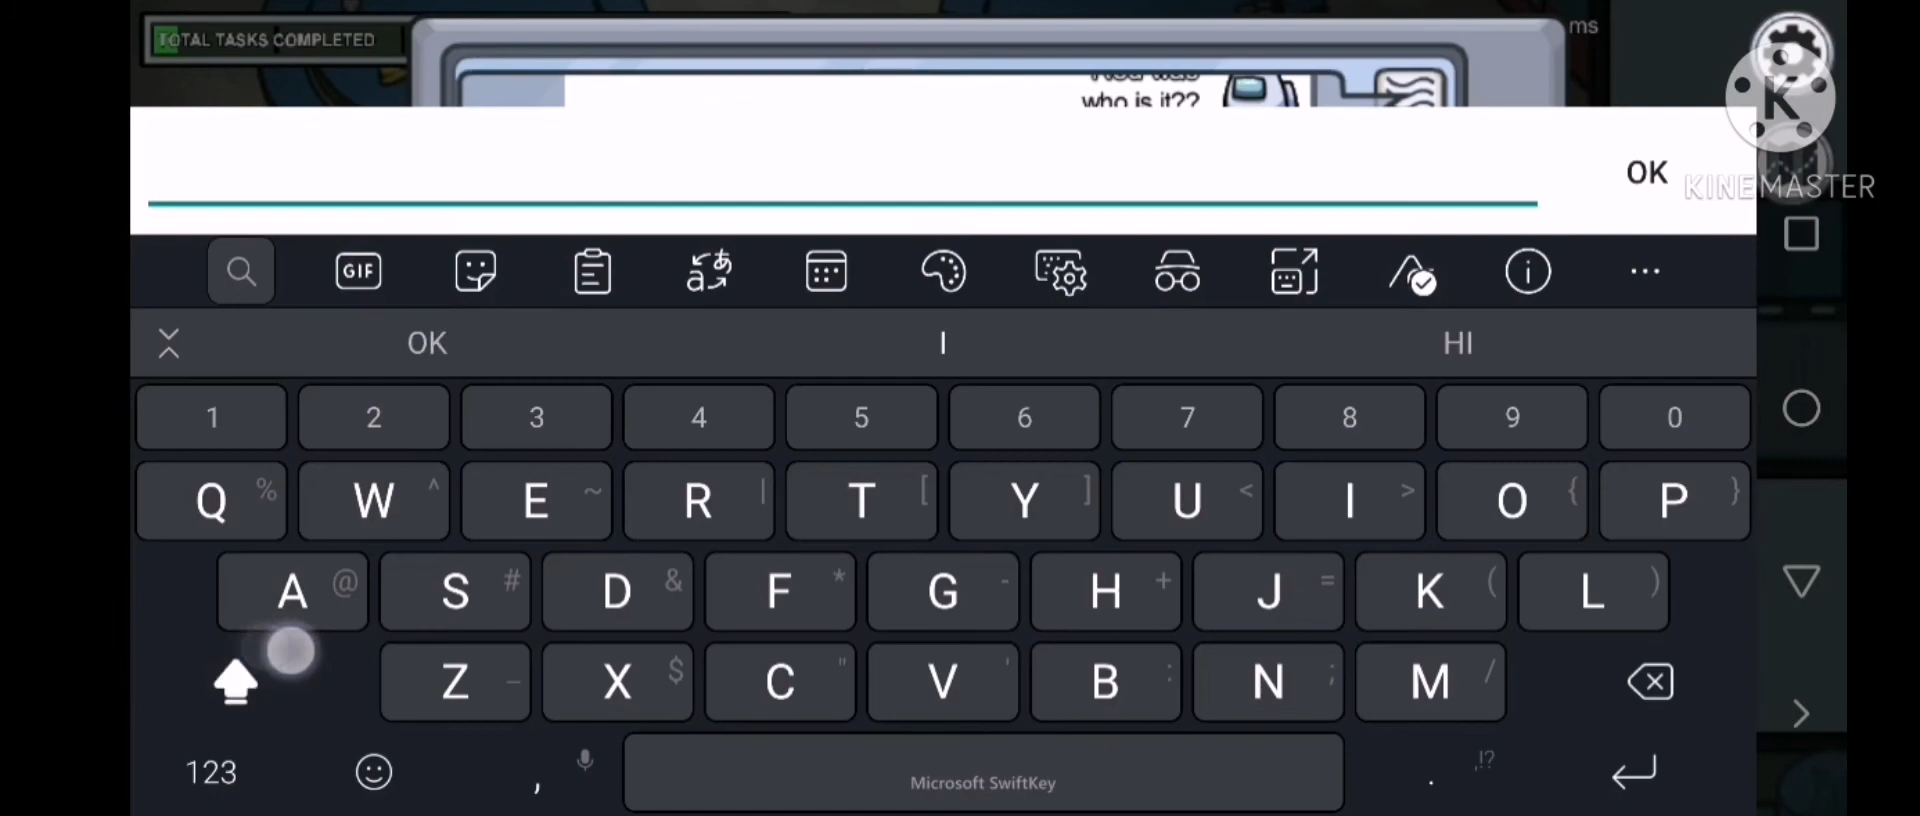 TOTAL TASKS COMPLETED
ms
who is it??
OK
KINEMASTER
K
GIF
OK I HI
1 2 3 4 5 6 7 8 9 0
Q % W ^ E ~ R | T [ Y ] U < I > O { P }
A @ S # D & F * G - H + J = K ( L )
Z _ X $ C " V ' B : N ; M /
123 , Microsoft SwiftKey . ,!?